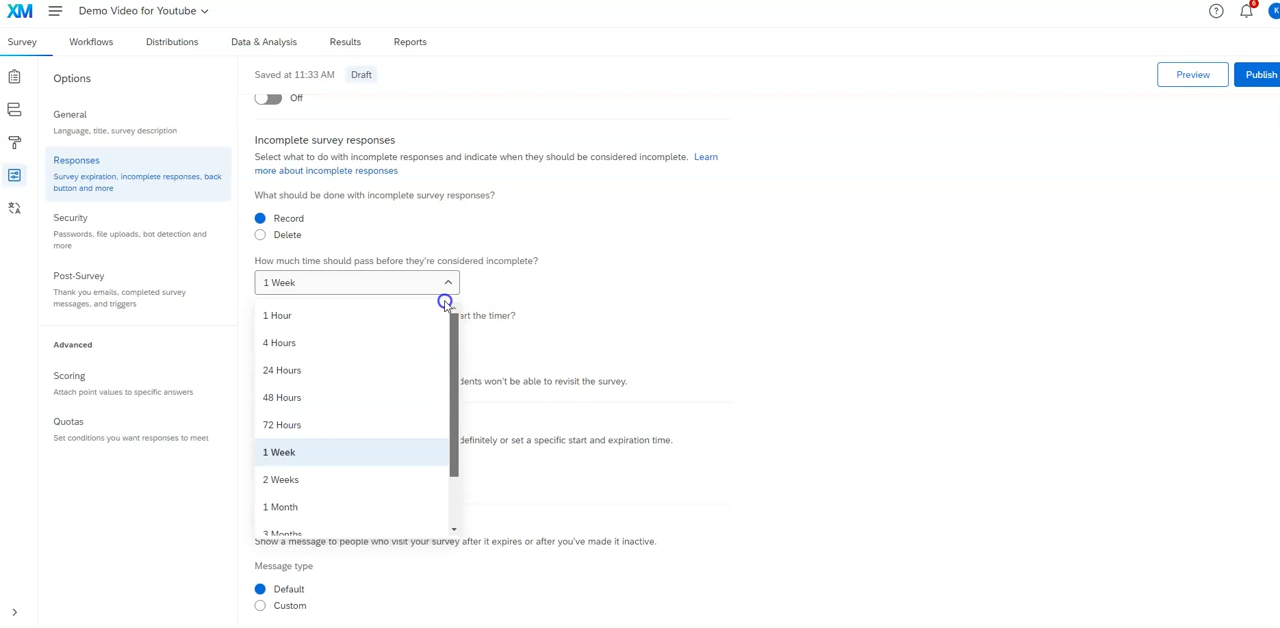 XM
Demo Video for Youtube
6
K
Survey
Workflows
Distributions
Data & Analysis
Results
Reports
Options
Saved at 11:33 AM
Draft
Preview
Publish
General
Language, title, survey description
Responses
Survey expiration, incomplete responses, back
button and more
Security
Passwords, file uploads, bot detection and
more
Post-Survey
Thank you emails, completed survey
messages, and triggers
Advanced
Scoring
Attach point values to specific answers
Quotas
Set conditions you want responses to meet
Off
Incomplete survey responses
Select what to do with incomplete responses and indicate when they should be considered incomplete. Learn
more about incomplete responses
What should be done with incomplete survey responses?
Record
Delete
How much time should pass before they're considered incomplete?
1 Week
1 Hour
art the timer?
4 Hours
24 Hours
dents won't be able to revisit the survey.
48 Hours
72 Hours
definitely or set a specific start and expiration time.
1 Week
2 Weeks
1 Month
3 Months
Show a message to people who visit your survey after it expires or after you've made it inactive.
Message type
Default
Custom